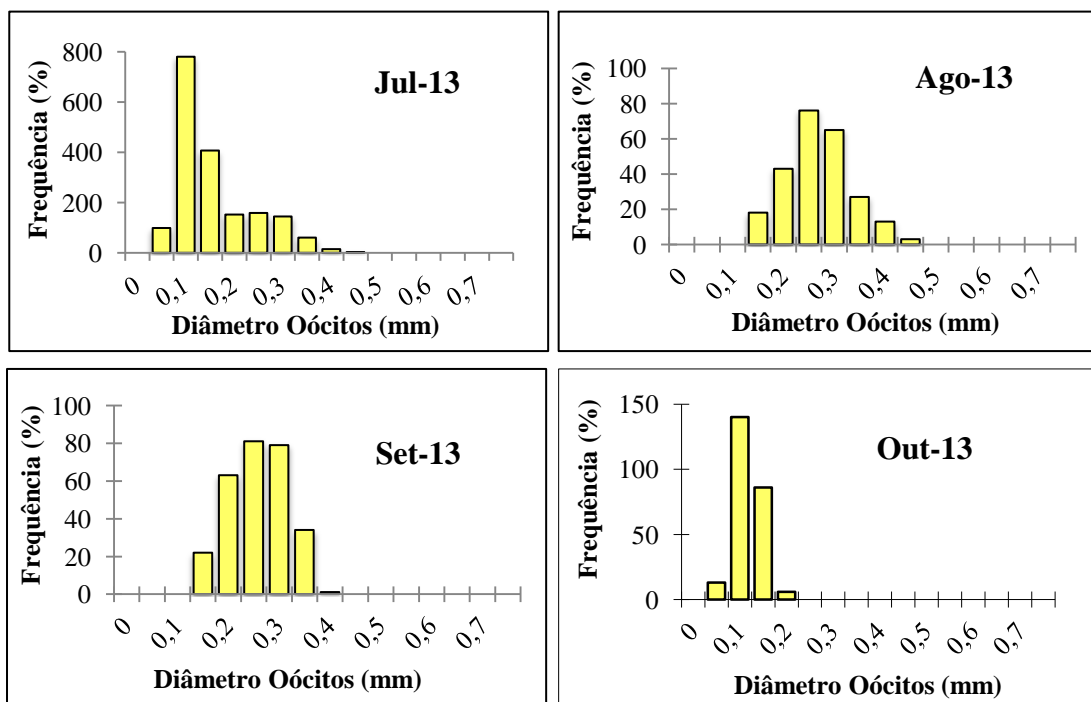 Jul-13
Frequência (%)
800
600
400
200
0
0 0,1 0,2 0,3 0,4 0,5 0,6 0,7
Diâmetro Oócitos (mm)
Ago-13
Frequência (%)
100
80
60
40
20
0
0 0,1 0,2 0,3 0,4 0,5 0,6 0,7
Diâmetro Oócitos (mm)
Set-13
Frequência (%)
100
80
60
40
20
0
0 0,1 0,2 0,3 0,4 0,5 0,6 0,7
Diâmetro Oócitos (mm)
Out-13
Frequência (%)
150
100
50
0
0 0,1 0,2 0,3 0,4 0,5 0,6 0,7
Diâmetro Oócitos (mm)